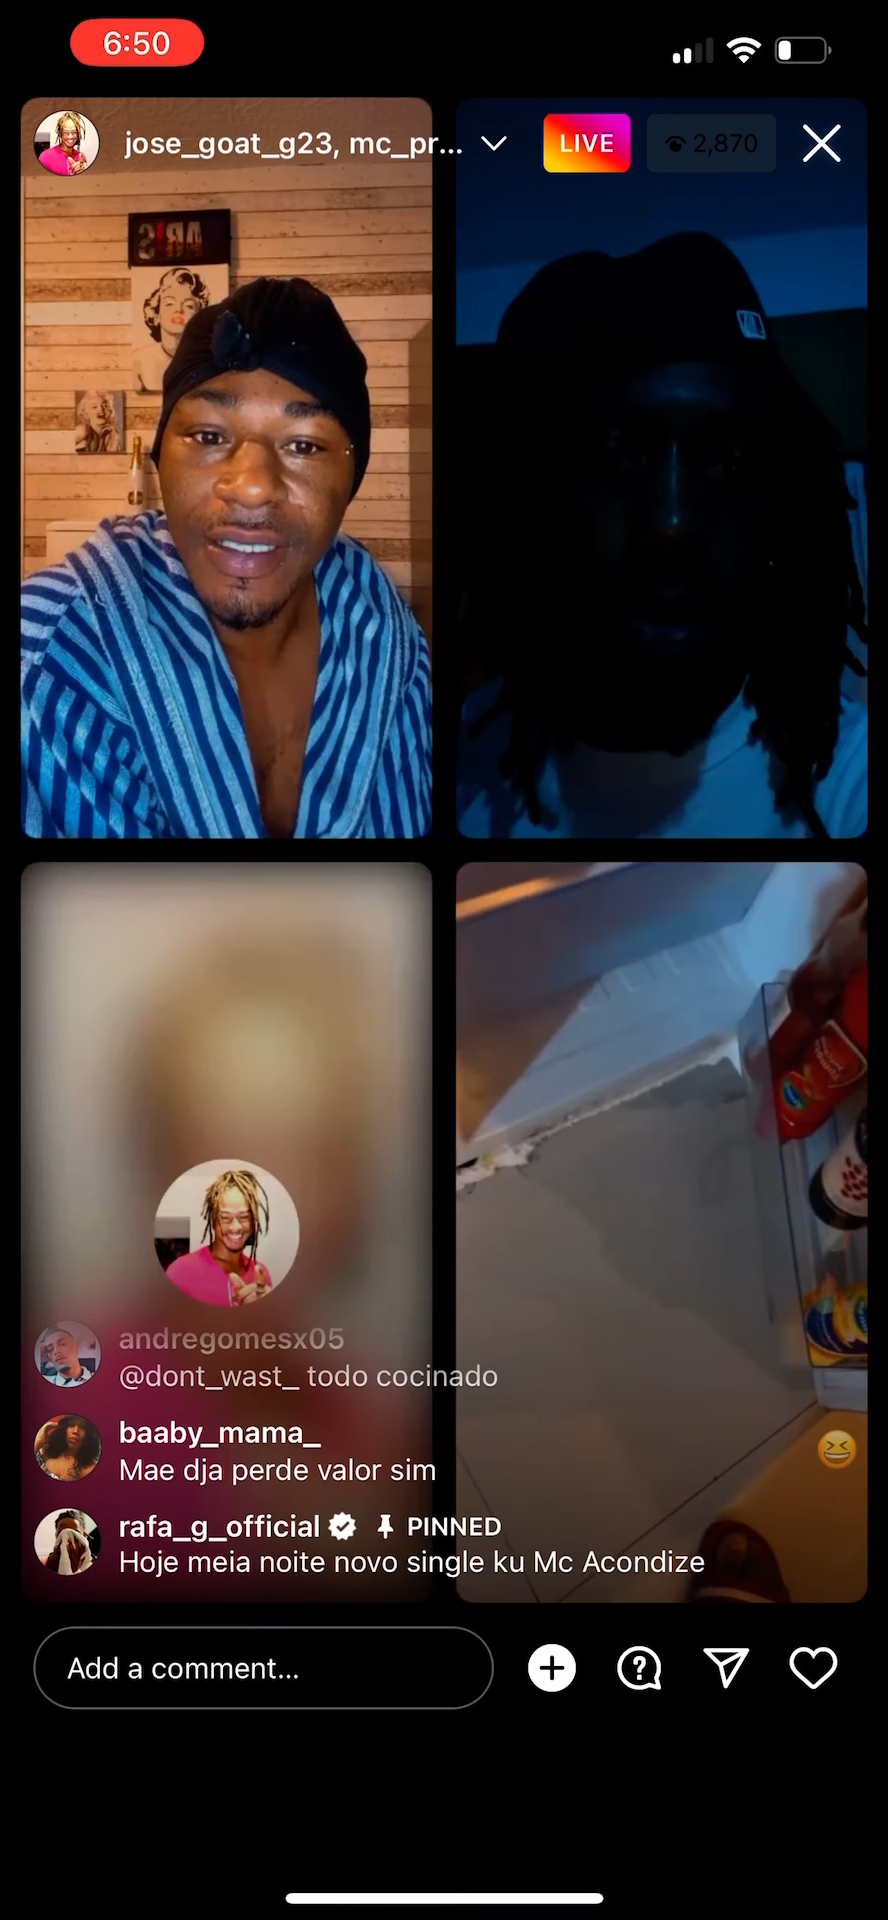 6:50
jose_goat_g23, mc_pr...
LIVE
2,870
andregomesx05
@dont_wast_ todo cocinado
baaby_mama_
Mae dja perde valor sim
rafa_g_official PINNED
Hoje meia noite novo single ku Mc Acondize
Add a comment...